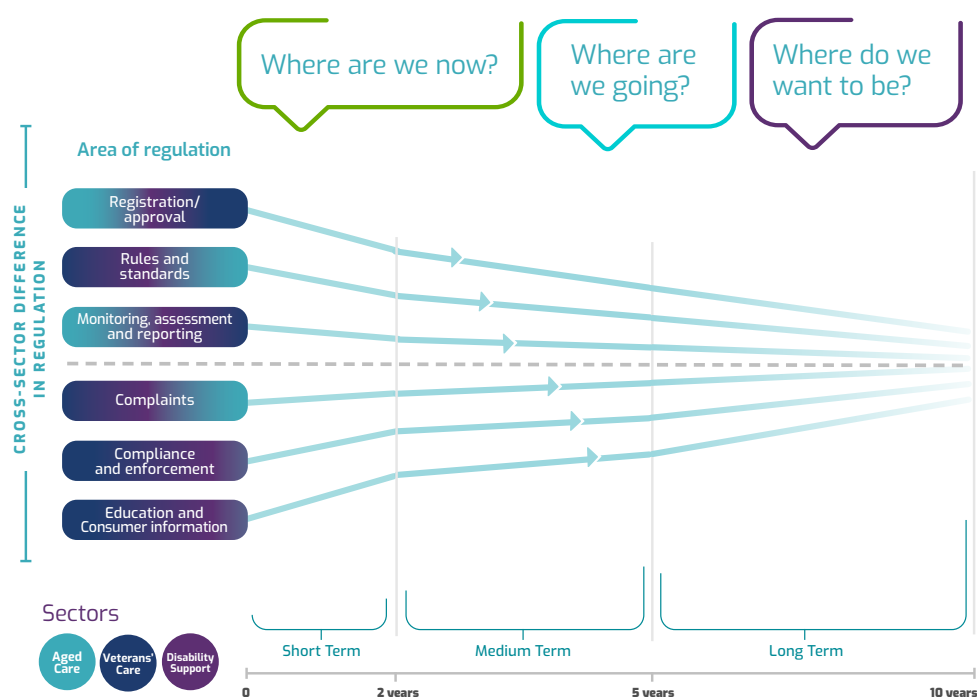 Where are we now?
Where are
we going?
Where do we
want to be?
Area of regulation
CROSS-SECTOR DIFFERENCE
IN REGULATION
Registration/
approval
Rules and
standards
Monitoring, assessment
and reporting
Complaints
Compliance
and enforcement
Education and
Consumer information
Sectors
Aged
Care
Veterans'
Care
Disability
Support
Short Term
Medium Term
Long Term
0
2 years
5 years
10 years